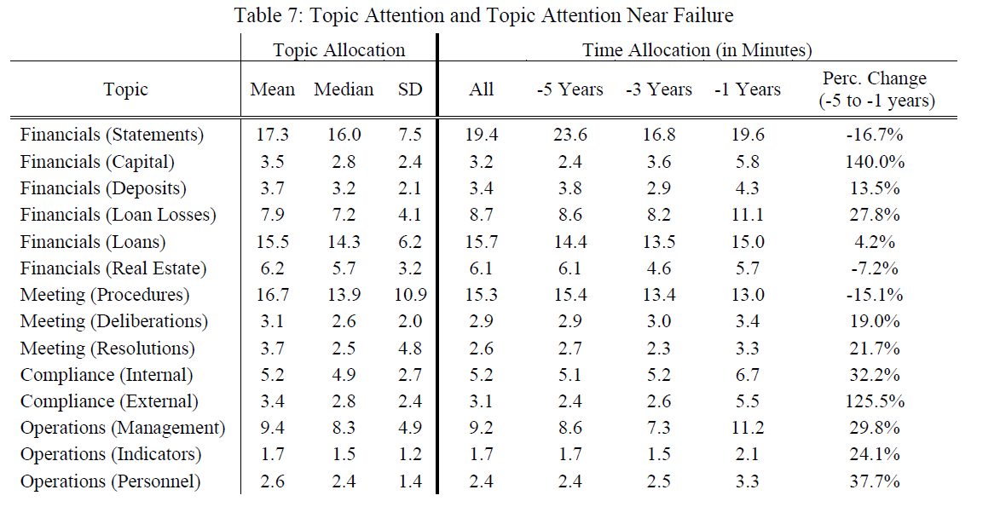 Table 7: Topic Attention and Topic Attention Near Failure
Topic Allocation Time Allocation (in Minutes)
Topic Mean Median SD All -5 Years -3 Years -1 Years Perc. Change
(-5 to -1 years)
Financials (Statements) 17.3 16.0 7.5 19.4 23.6 16.8 19.6 -16.7%
Financials (Capital) 3.5 2.8 2.4 3.2 2.4 3.6 5.8 140.0%
Financials (Deposits) 3.7 3.2 2.1 3.4 3.8 2.9 4.3 13.5%
Financials (Loan Losses) 7.9 7.2 4.1 8.7 8.6 8.2 11.1 27.8%
Financials (Loans) 15.5 14.3 6.2 15.7 14.4 13.5 15.0 4.2%
Financials (Real Estate) 6.2 5.7 3.2 6.1 6.1 4.6 5.7 -7.2%
Meeting (Procedures) 16.7 13.9 10.9 15.3 15.4 13.4 13.0 -15.1%
Meeting (Deliberations) 3.1 2.6 2.0 2.9 2.9 3.0 3.4 19.0%
Meeting (Resolutions) 3.7 2.5 4.8 2.6 2.7 2.3 3.3 21.7%
Compliance (Internal) 5.2 4.9 2.7 5.2 5.1 5.2 6.7 32.2%
Compliance (External) 3.4 2.8 2.4 3.1 2.4 2.6 5.5 125.5%
Operations (Management) 9.4 8.3 4.9 9.2 8.6 7.3 11.2 29.8%
Operations (Indicators) 1.7 1.5 1.2 1.7 1.7 1.5 2.1 24.1%
Operations (Personnel) 2.6 2.4 1.4 2.4 2.4 2.5 3.3 37.7%